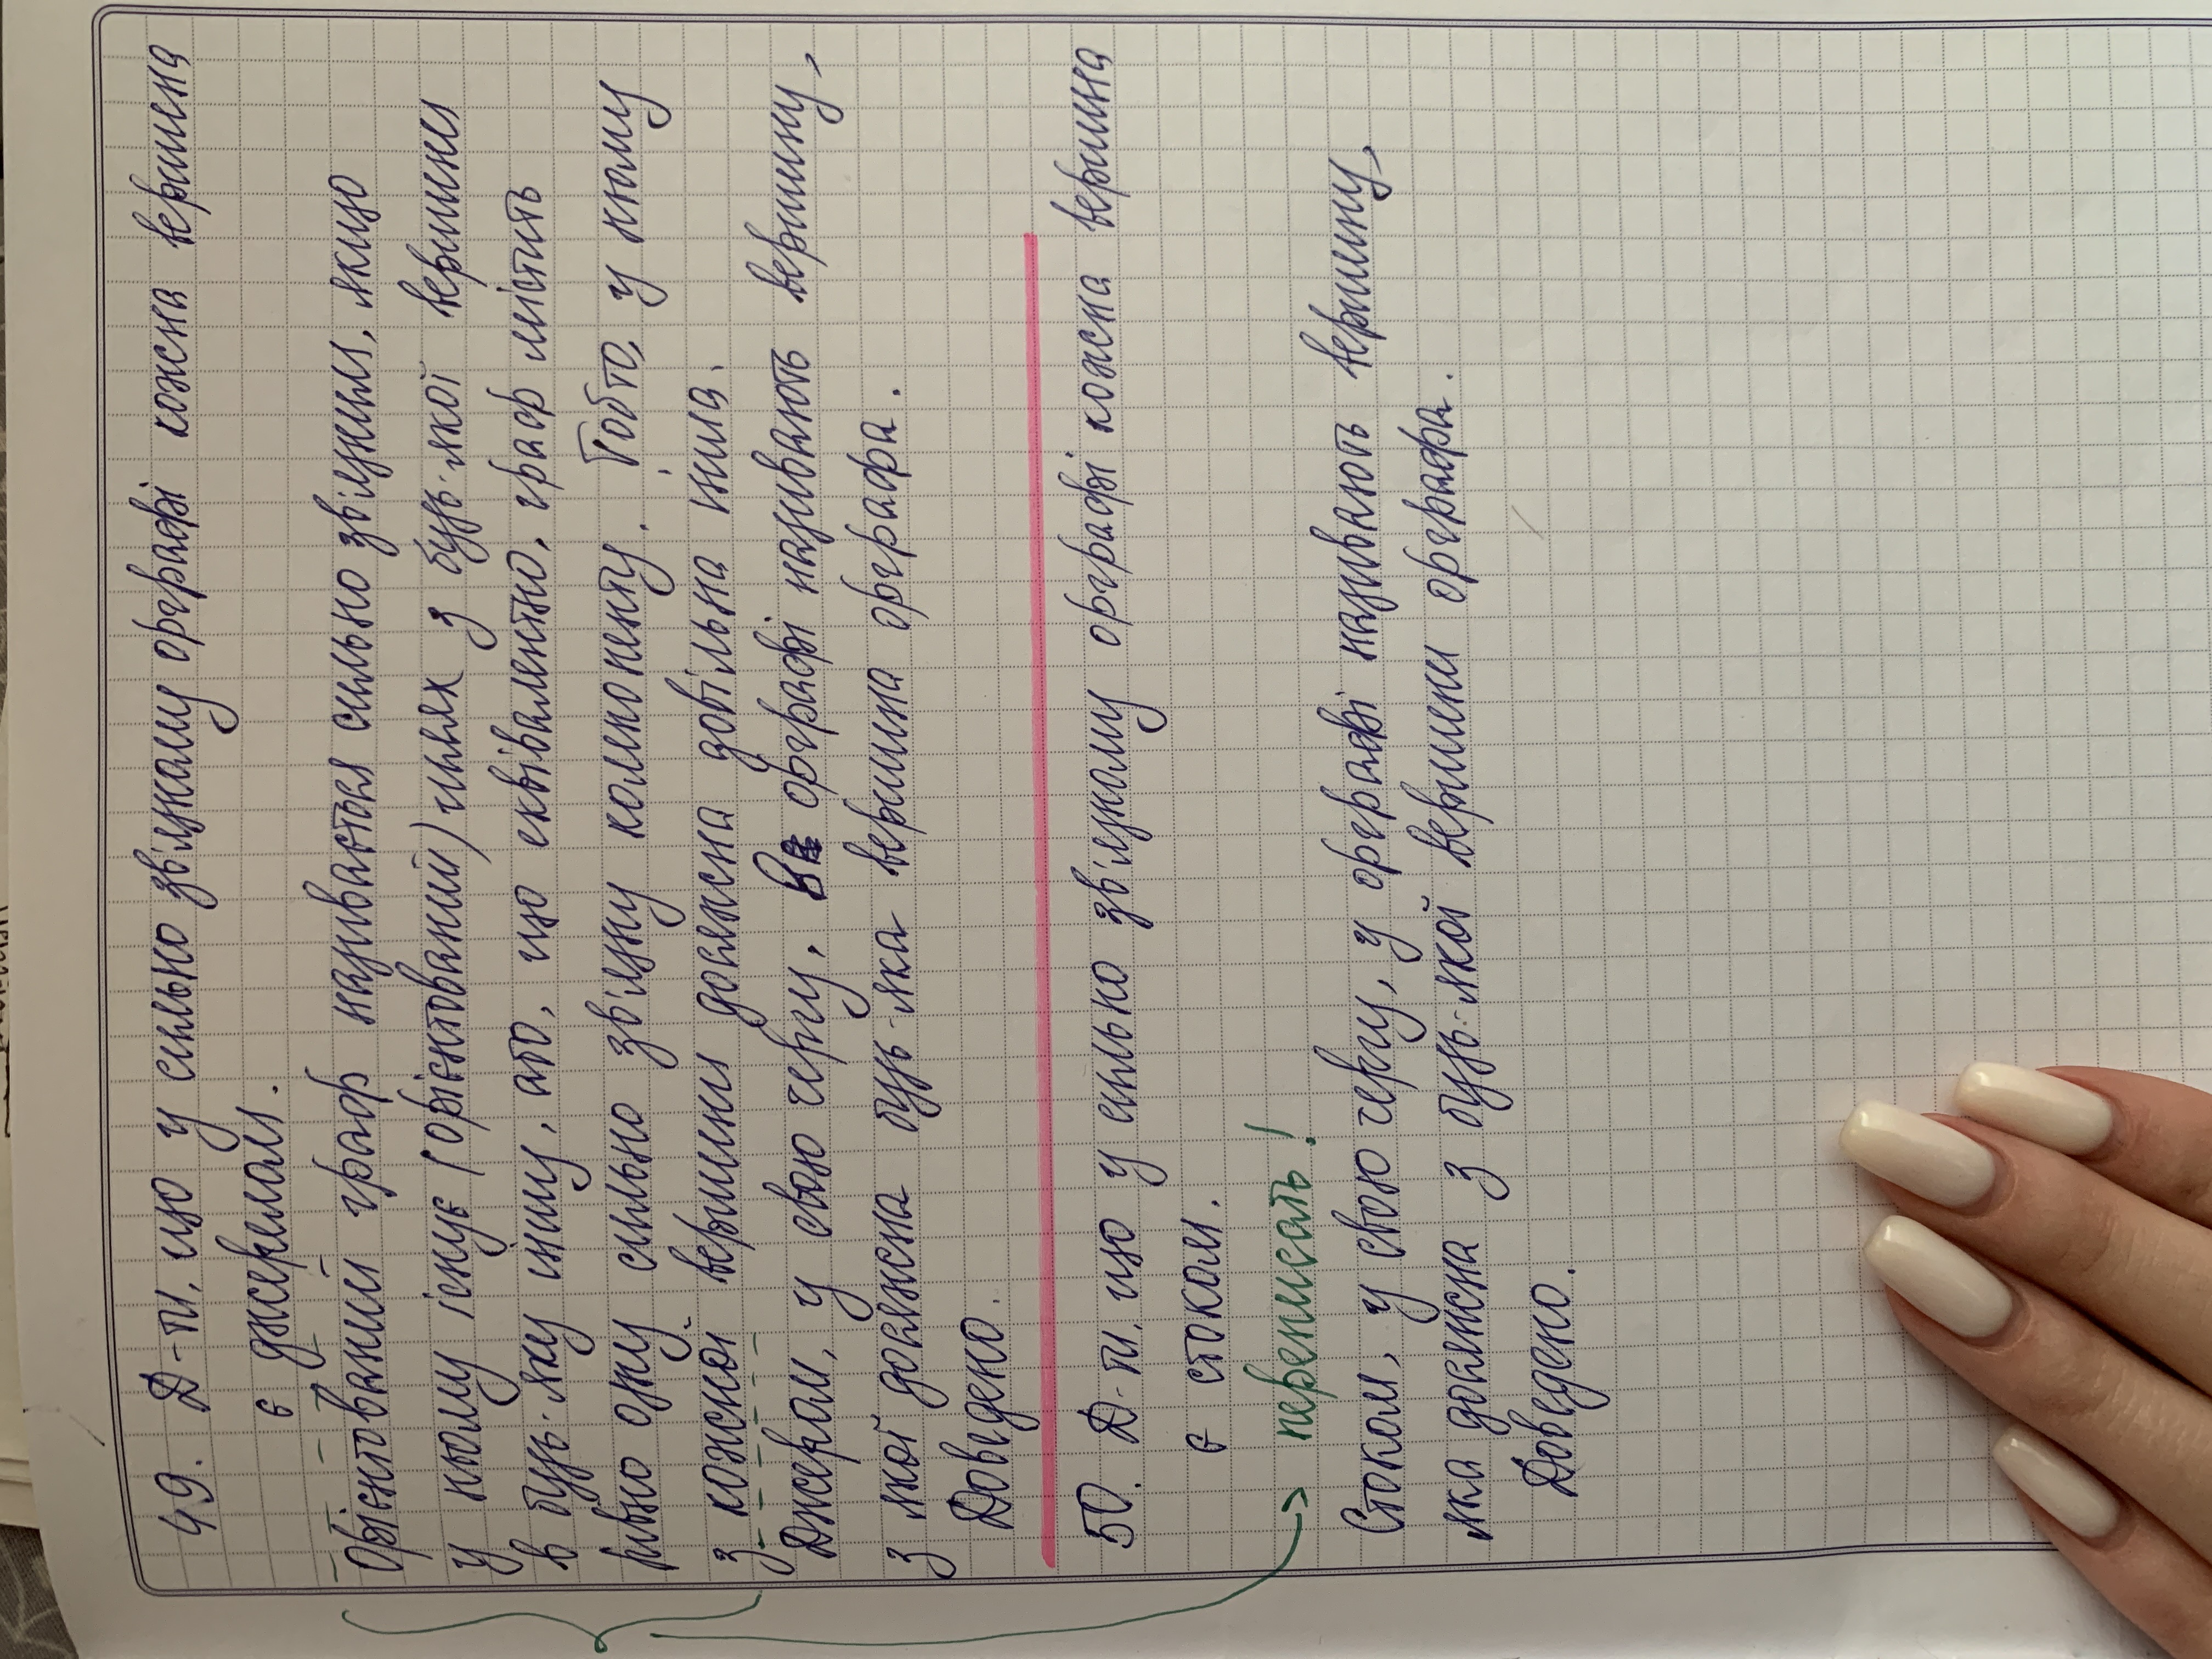 49. Д-ти, що у сильно зв'язному орграфі кожна вершина
є джерелом.
Орієнтований граф називається сильно зв'язним, якщо
у ньому існує (орієнтований) шлях з будь-якої вершини
в будь-яку іншу, або, що еквівалентно, граф містить
рівно одну сильно зв'язну компоненту. Тобто, у ньому
з кожної вершини досяжна довільна інша.
Джером, у свою чергу, орграфі називають вершину,
з якої досяжна будь-яка вершина орграфа.
Доведено.
50. Д-ти, що у сильно зв'язному орграфі кожна вершина
є стоком.
переписать!
Стоком, у свою чергу, у орграфі називають вершину,
яка досяжна з будь-якої вершини орграфа.
Доведено.